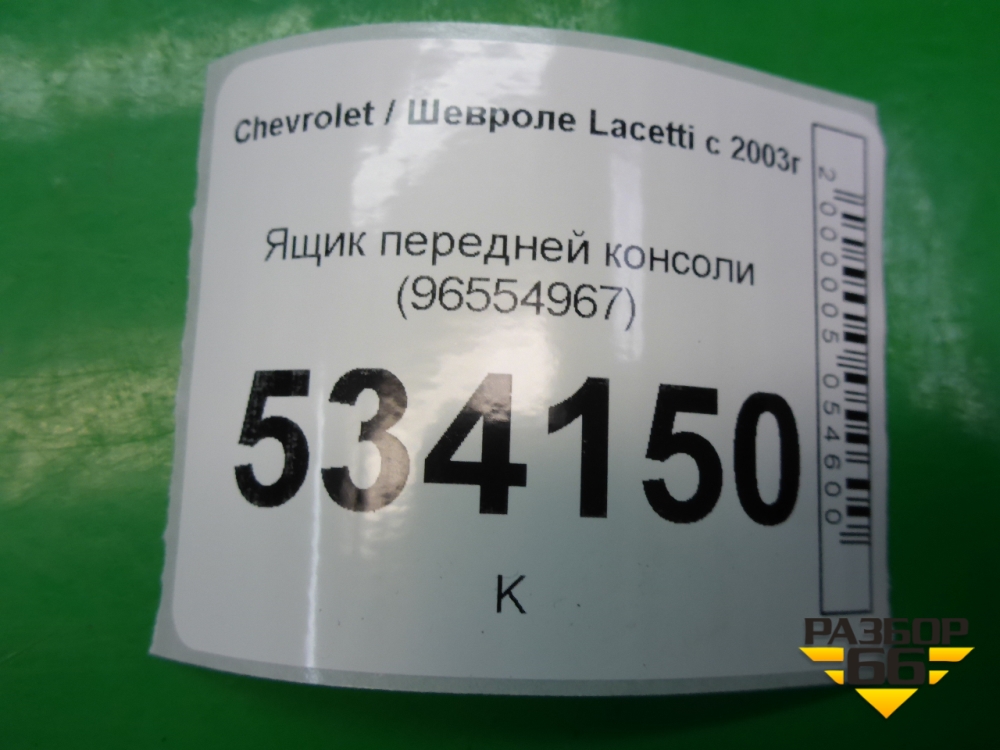 Chevrolet / Шевроле Lacetti с 2003г
Ящик передней консоли
(96554967)
534150
К
2000005054600
РАЗБОР
66